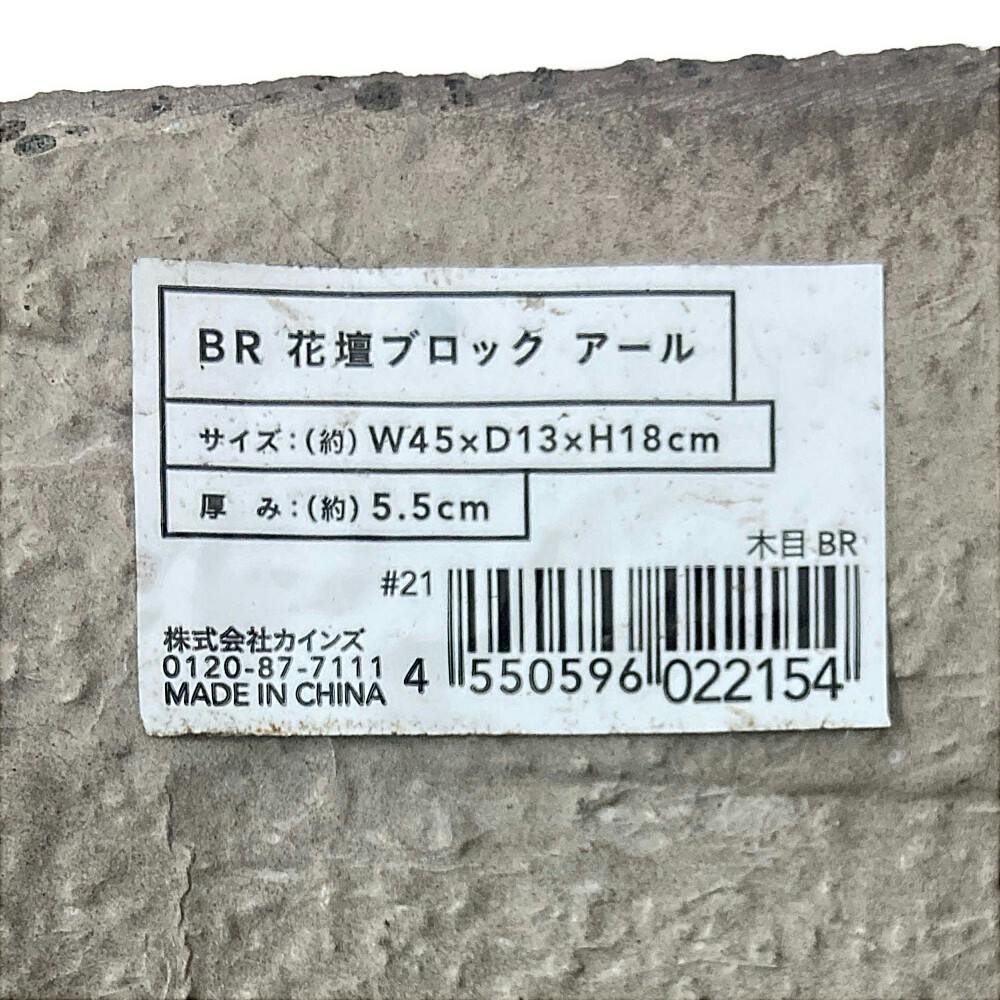 BR 花壇ブロック アール
サイズ:(約) W45×D13×H18cm
厚 み:(約) 5.5cm
木目 BR
#21
株式会社カインズ
0120-87-7111
MADE IN CHINA
4 550596 022154